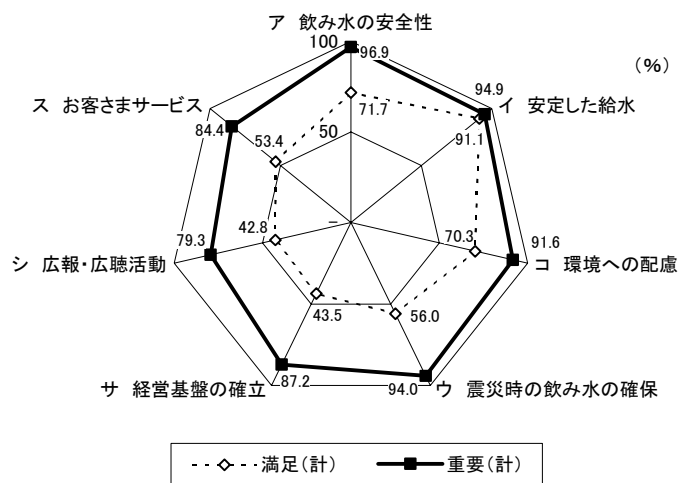 ア 飲み水の安全性
100
96.9
(%)
94.9
ス お客さまサービス
イ 安定した給水
84.4
53.4
71.7
91.1
50
79.3
42.8
－
70.3
91.6
シ 広報・広聴活動
コ 環境への配慮
43.5
56.0
サ 経営基盤の確立
87.2
94.0
ウ 震災時の飲み水の確保
満足(計)
重要(計)